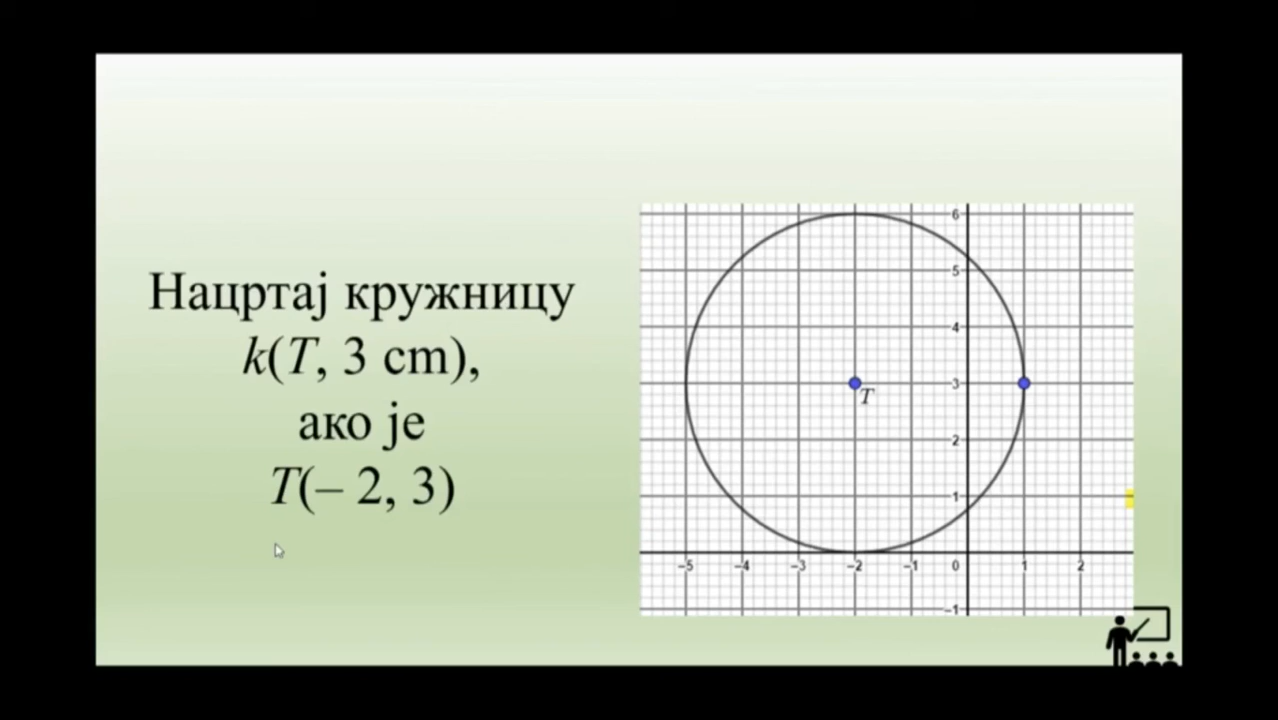 Нацртај кружницу
k(T, 3 cm),
ако је
T(– 2, 3)
6
5
4
3
T
2
1
–5 –4 –3 –2 –1 0 1 2
–1